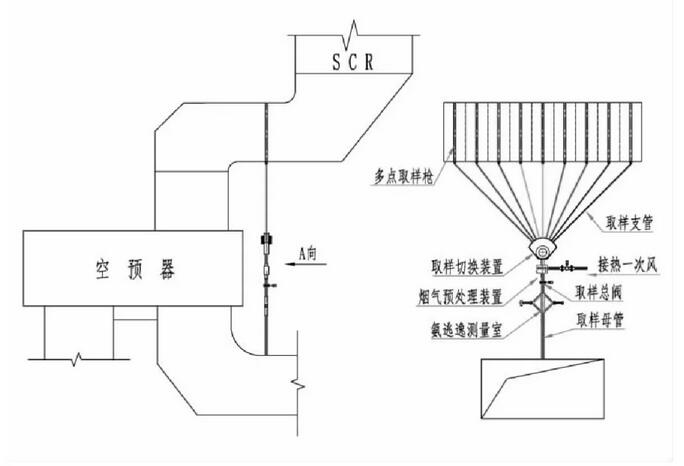 SCR
空预器
A向
多点取样枪
取样支管
取样切换装置
接热一次风
烟气预处理装置
取样总阀
氨逃逸测量室
取样母管